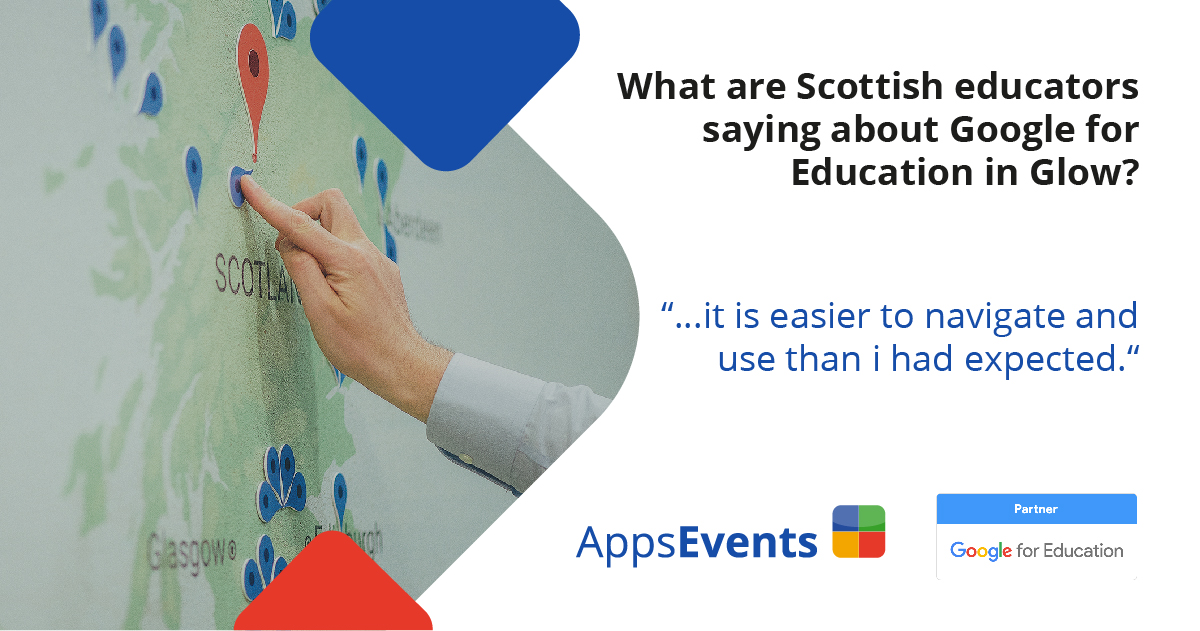 What are Scottish educators
saying about Google for
Education in Glow?
“...it is easier to navigate and
use than i had expected.“
AppsEvents
Partner
Google for Education
Aberdeen
SCOTLAN
Glasgow